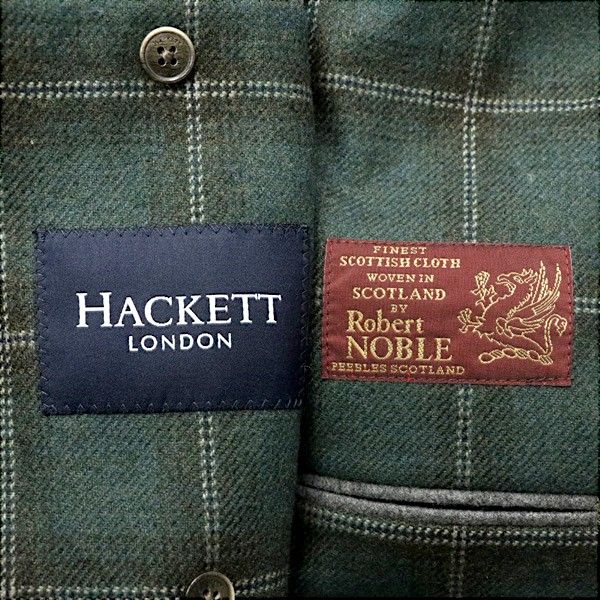 HACKETT
LONDON
FINEST
SCOTTISH CLOTH
WOVEN IN
SCOTLAND
BY
Robert
NOBLE
PEEBLES SCOTLAND